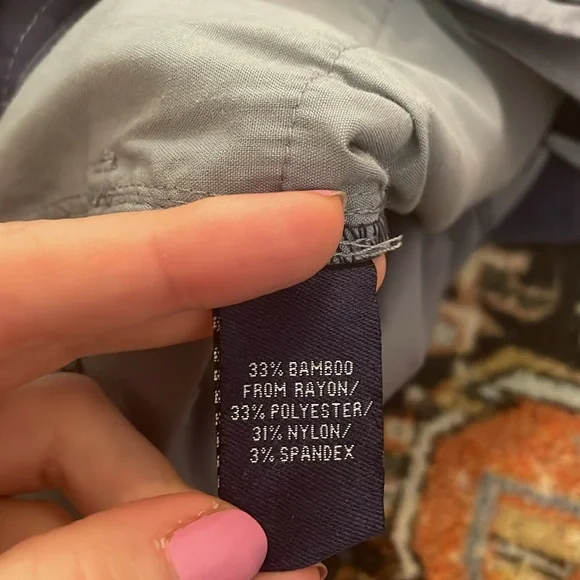 33% BAMBOO
FROM RAYON/
33% POLYESTER/
31% NYLON/
3% SPANDEX